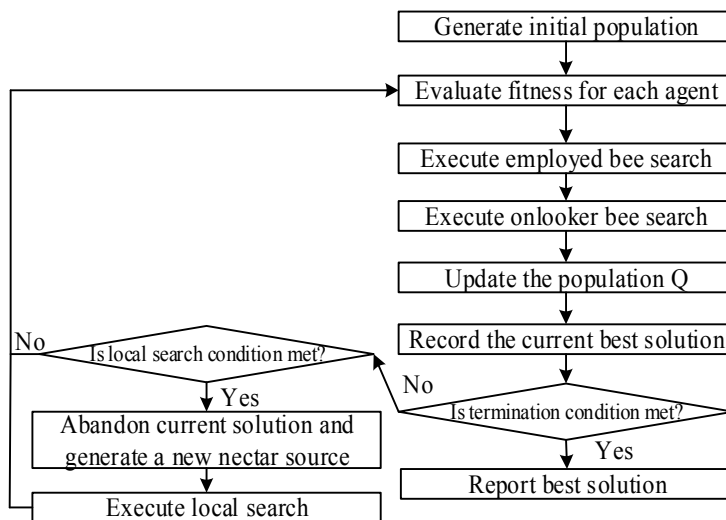 Generate initial population
Evaluate fitness for each agent
Execute employed bee search
Execute onlooker bee search
Update the population Q
Record the current best solution
No
Is termination condition met?
Yes
Report best solution
No
Is local search condition met?
Yes
Abandon current solution and
generate a new nectar source
Execute local search